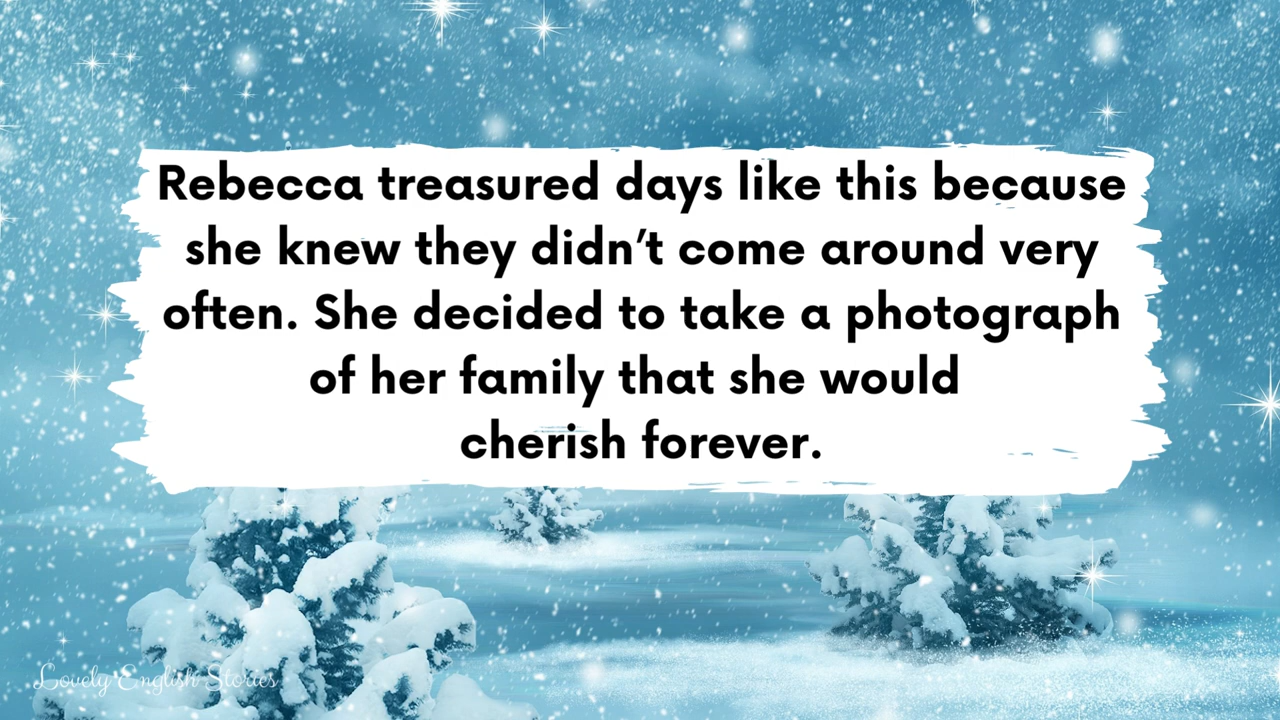 Rebecca treasured days like this because
she knew they didn’t come around very
often. She decided to take a photograph
of her family that she would
cherish forever.
Lovely English Stories